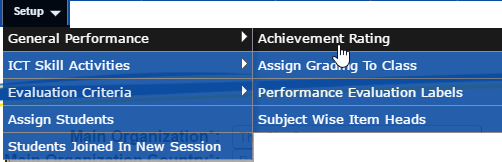 Setup
General Performance
Achievement Rating
ICT Skill Activities
Assign Grading To Class
Evaluation Criteria
Performance Evaluation Labels
Assign Students
Subject Wise Item Heads
Main Organization
Students Joined In New Session